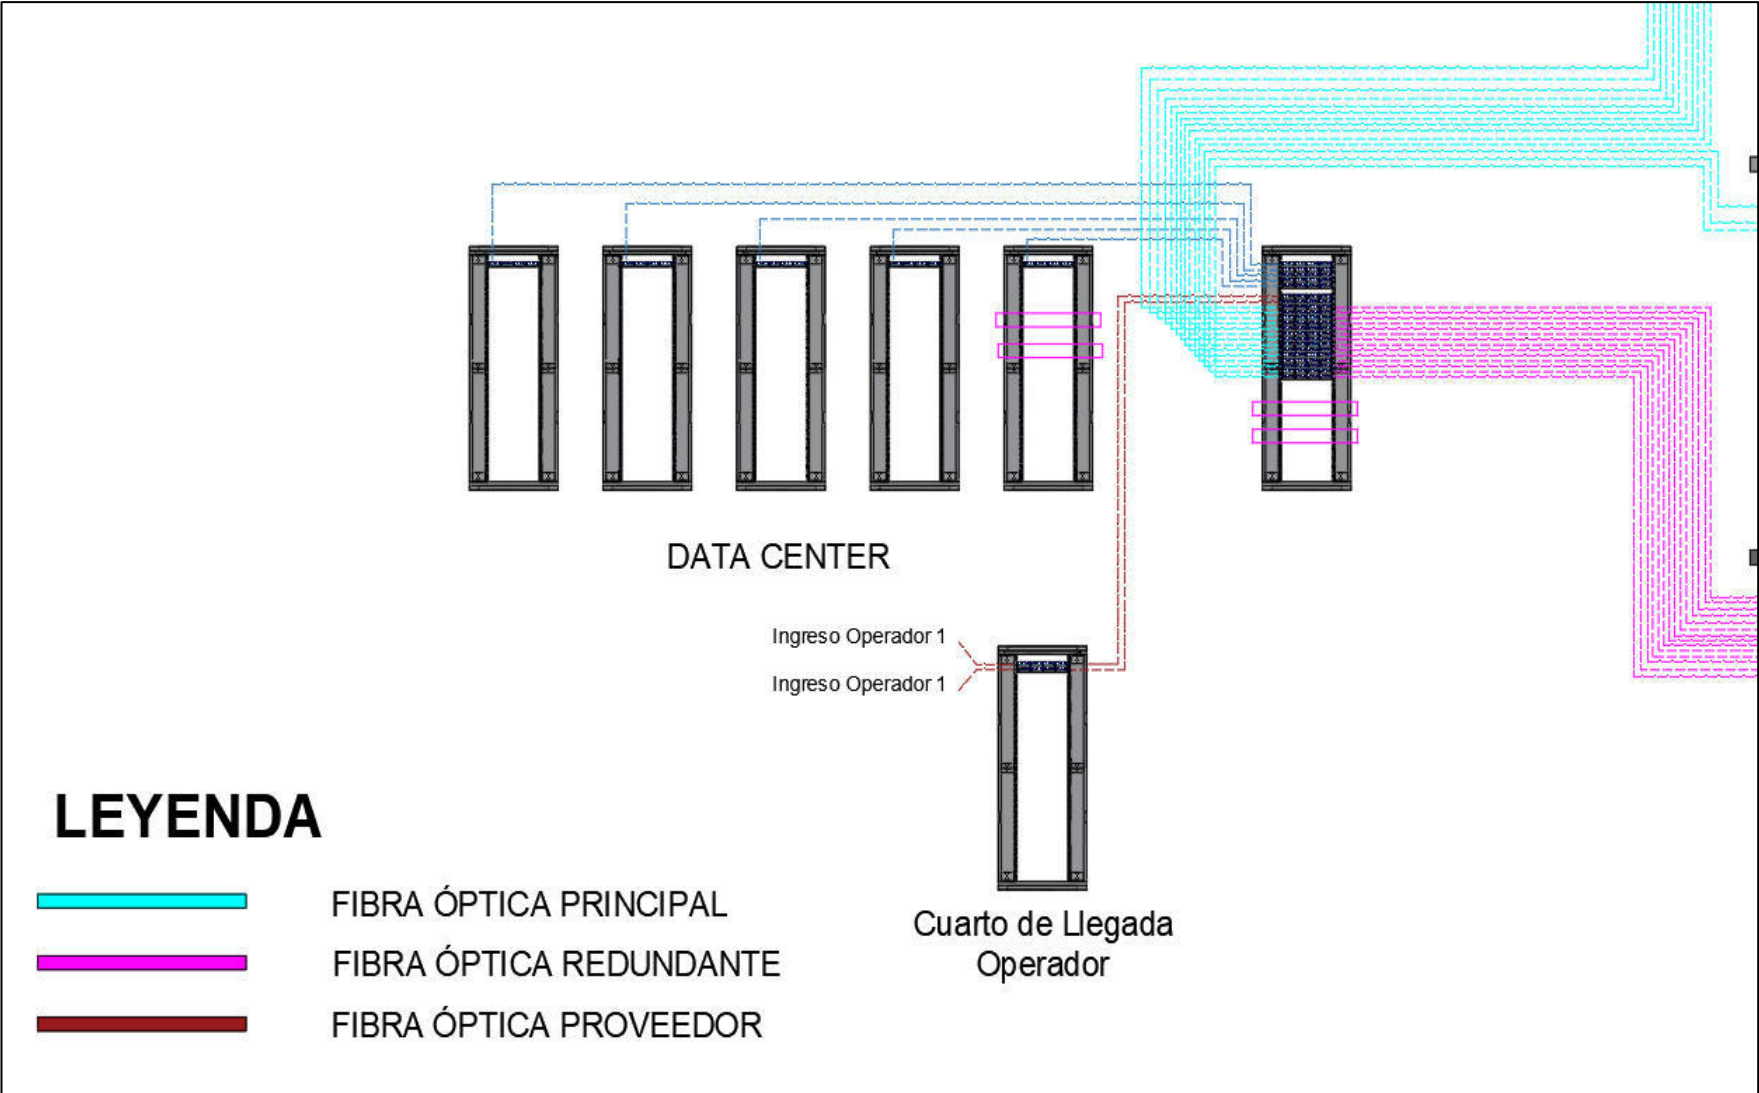 DATA CENTER
Ingreso Operador 1
Ingreso Operador 1
Cuarto de Llegada
Operador
LEYENDA
FIBRA ÓPTICA PRINCIPAL
FIBRA ÓPTICA REDUNDANTE
FIBRA ÓPTICA PROVEEDOR